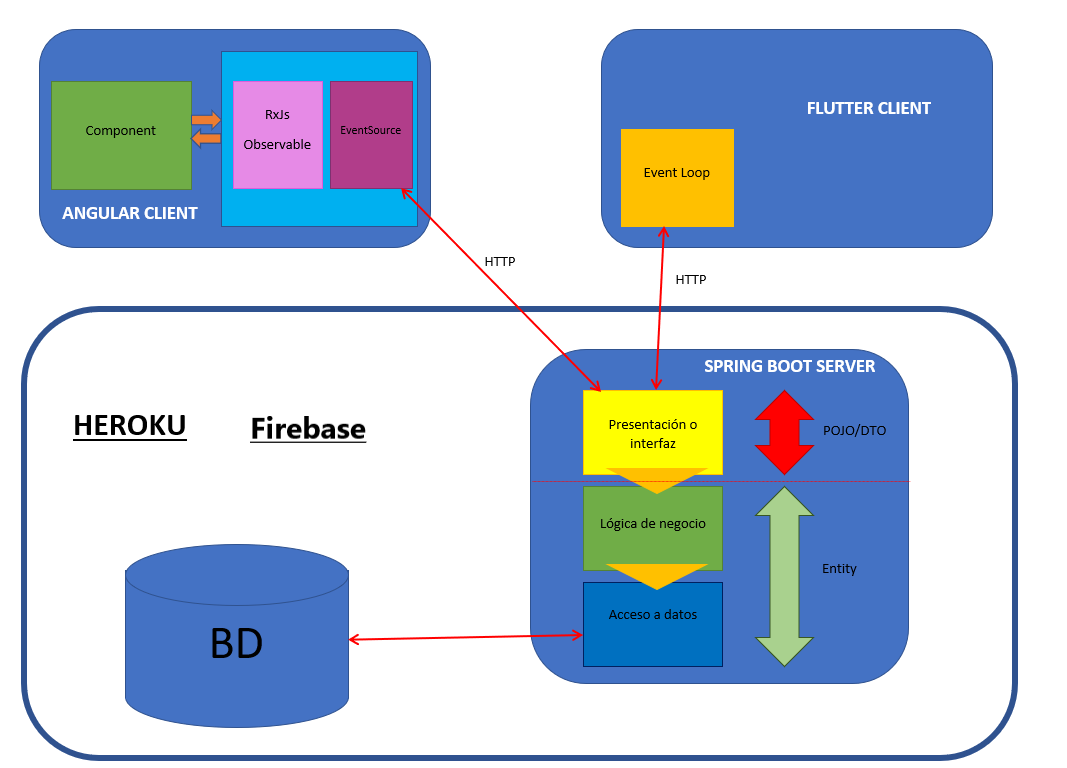 Component
RxJs
Observable
EventSource
ANGULAR CLIENT
FLUTTER CLIENT
Event Loop
HTTP
HTTP
HEROKU
Firebase
SPRING BOOT SERVER
Presentación o
interfaz
POJO/DTO
Lógica de negocio
Entity
Acceso a datos
BD